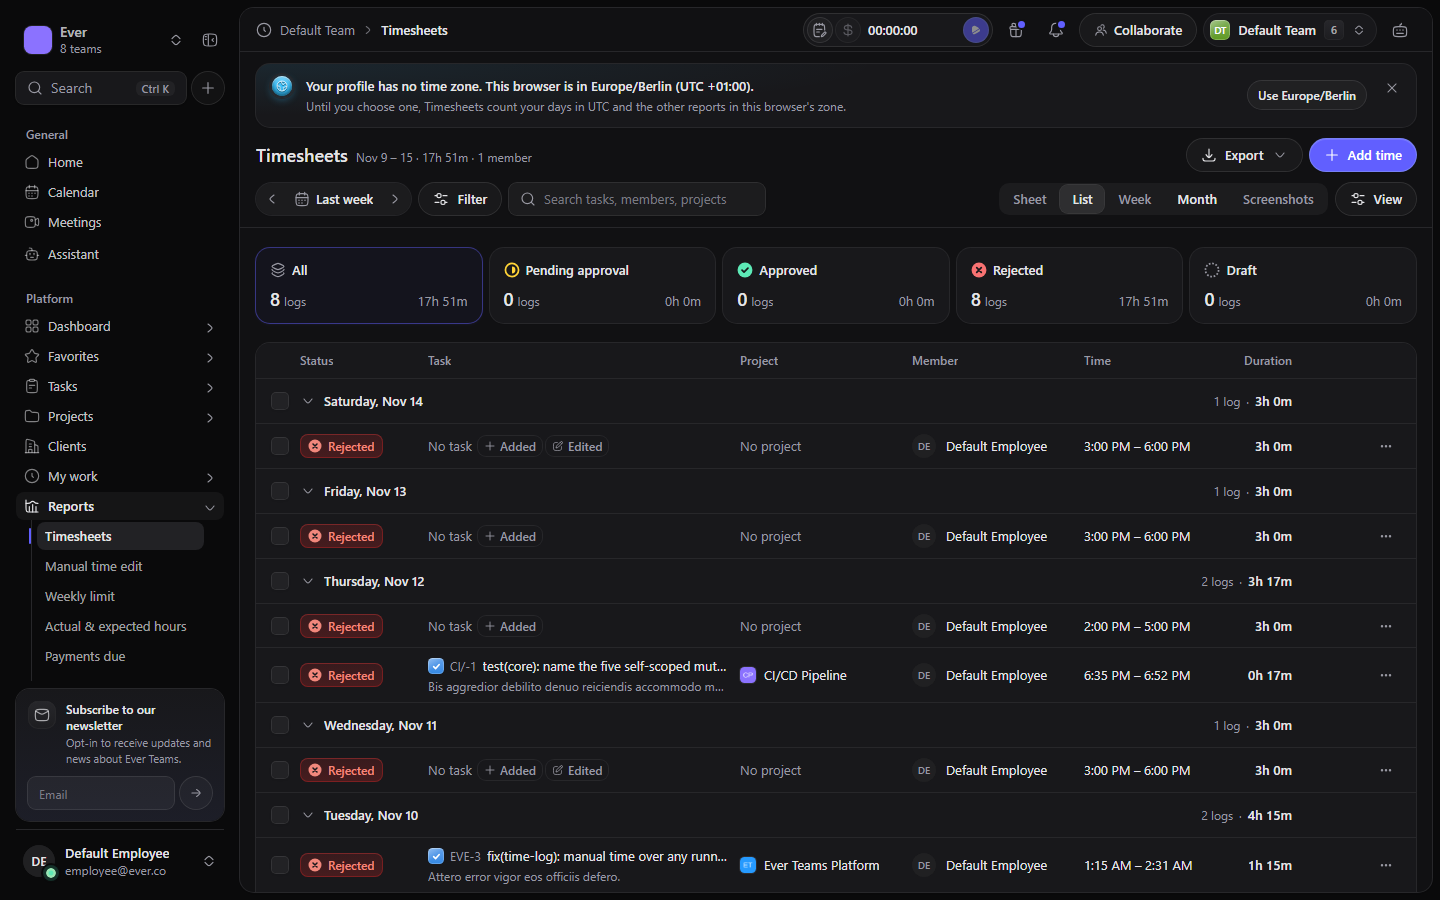 Ever
8 teams
Search Ctrl K
General
Home
Calendar
Meetings
Assistant
Platform
Dashboard
Favorites
Tasks
Projects
Clients
My work
Reports
Timesheets
Manual time edit
Weekly limit
Actual & expected hours
Payments due
Subscribe to our newsletter
Opt-in to receive updates and news about Ever Teams.
Email
DE Default Employee
employee@ever.co
Default Team > Timesheets
$ 00:00:00
Collaborate
DT Default Team 6
Your profile has no time zone. This browser is in Europe/Berlin (UTC +01:00).
Until you choose one, Timesheets count your days in UTC and the other reports in this browser's zone.
Use Europe/Berlin
Timesheets Nov 9 – 15 · 17h 51m · 1 member
Export
Add time
Last week
Filter
Search tasks, members, projects
Sheet List Week Month Screenshots
View
All
8 logs 17h 51m
Pending approval
0 logs 0h 0m
Approved
0 logs 0h 0m
Rejected
8 logs 17h 51m
Draft
0 logs 0h 0m
Status Task Project Member Time Duration
Saturday, Nov 14 1 log · 3h 0m
Rejected No task + Added Edited No project DE Default Employee 3:00 PM – 6:00 PM 3h 0m
Friday, Nov 13 1 log · 3h 0m
Rejected No task + Added No project DE Default Employee 3:00 PM – 6:00 PM 3h 0m
Thursday, Nov 12 2 logs · 3h 17m
Rejected No task + Added No project DE Default Employee 2:00 PM – 5:00 PM 3h 0m
Rejected CI/-1 test(core): name the five self-scoped mut... CP CI/CD Pipeline DE Default Employee 6:35 PM – 6:52 PM 0h 17m
Bis aggredior debilito denuo reiciendis accommodo m...
Wednesday, Nov 11 1 log · 3h 0m
Rejected No task + Added Edited No project DE Default Employee 3:00 PM – 6:00 PM 3h 0m
Tuesday, Nov 10 2 logs · 4h 15m
Rejected EVE-3 fix(time-log): manual time over any runn... ET Ever Teams Platform DE Default Employee 1:15 AM – 2:31 AM 1h 15m
Attero error vigor eos officiis defero.